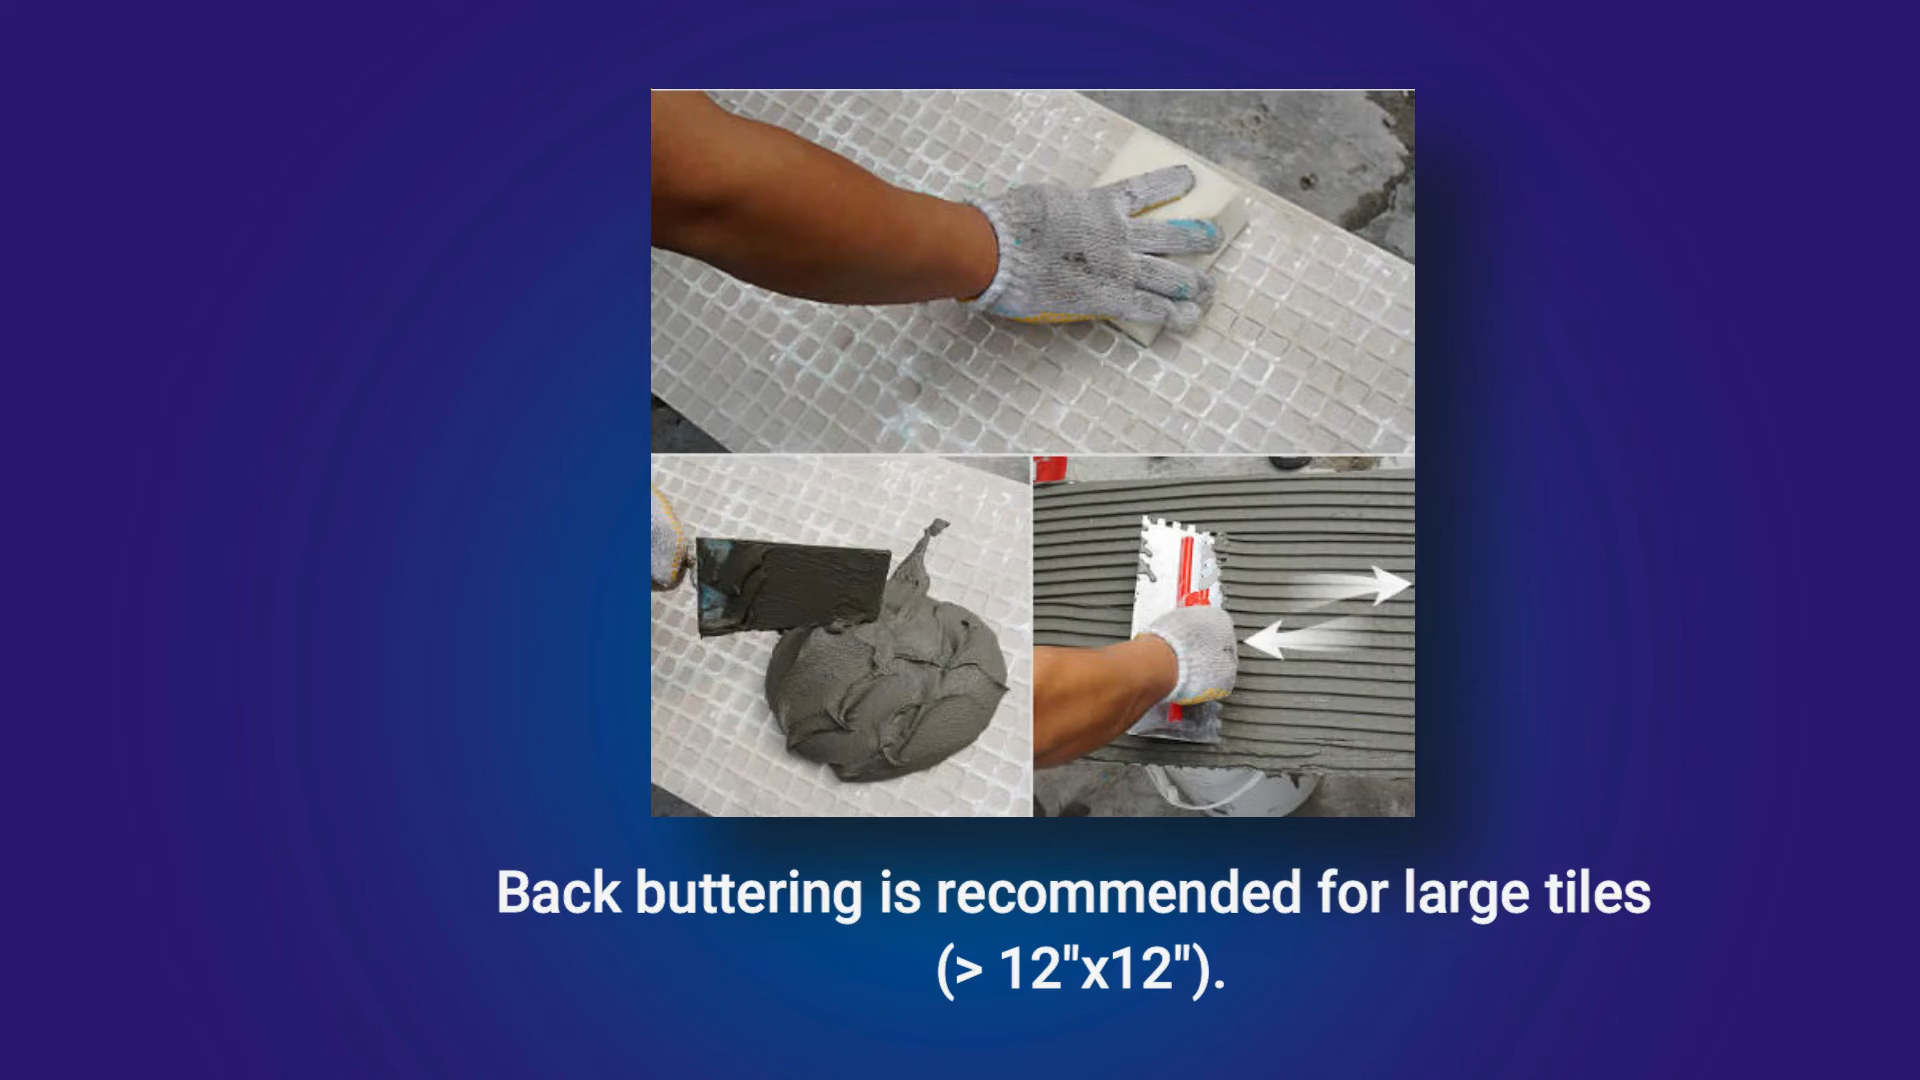 Back buttering is recommended for large tiles
(> 12"x12").